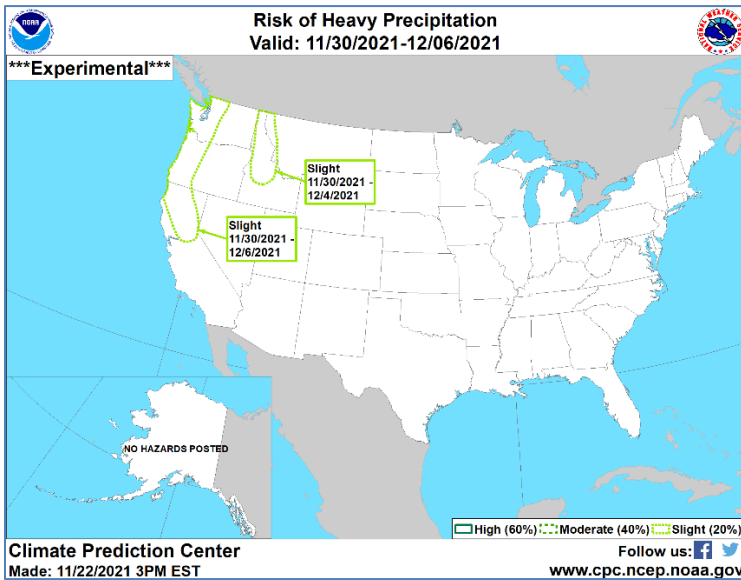 Risk of Heavy Precipitation
Valid: 11/30/2021-12/06/2021
NOAA
***Experimental***
Slight
11/30/2021 -
12/4/2021
Slight
11/30/2021 -
12/6/2021
NO HAZARDS POSTED
High (60%) Moderate (40%) Slight (20%)
Climate Prediction Center
Made: 11/22/2021 3PM EST
Follow us:
www.cpc.ncep.noaa.gov